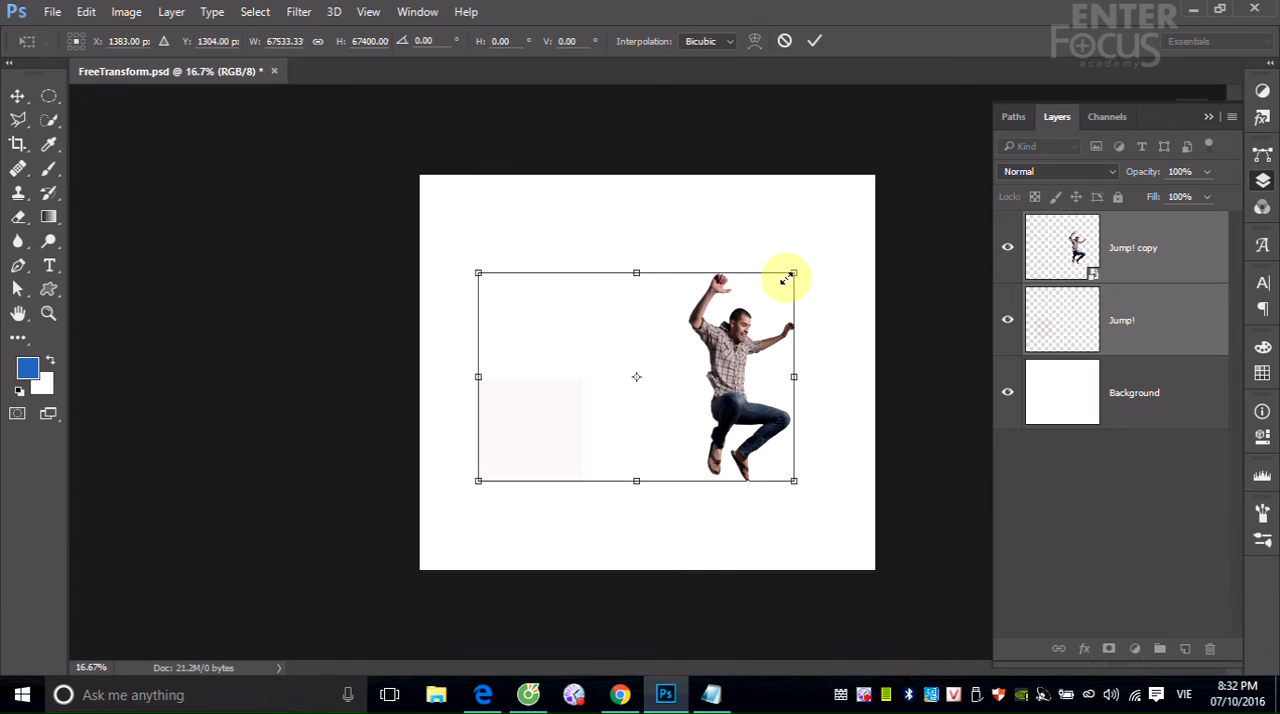 Ps File Edit Image Layer Type Select Filter 3D View Window Help
ENTER
FOCUS
academy
X: 1383.00 p: Y: 1304.00 p: W: 67533.33 H: 67400.00 0.00 ° H: 0.00 ° V: 0.00 ° Interpolation: Bicubic Essentials
FreeTransform.psd @ 16.7% (RGB/8) * ×
Paths Layers Channels
Kind
Normal Opacity: 100%
Lock: Fill: 100%
Jump! copy
Jump!
Background
16.67% Doc: 21.2M/0 bytes
Ask me anything
Ps
VIE
8:32 PM
07/10/2016